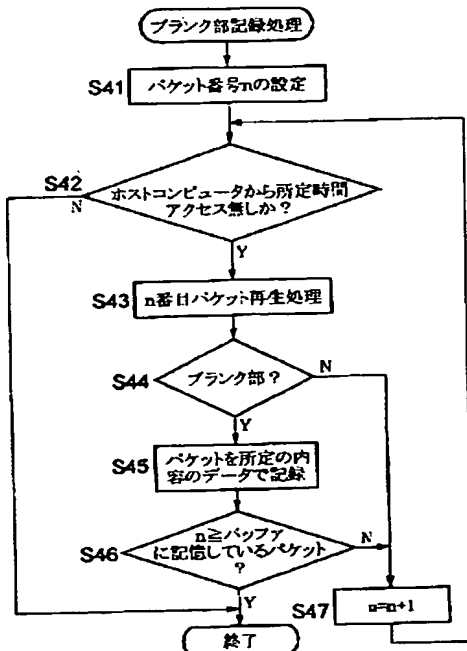 ブランク部記録処理
S41
パケット番号nの設定
S42
ホストコンピュータから所定時間
アクセス無しか?
N
Y
S43
n番目パケット再生処理
S44
ブランク部?
N
Y
S45
パケットを所定の内
容のデータで記録
S46
n≧バッファ
に記憶しているパケット
?
N
Y
S47
n=n+1
終了